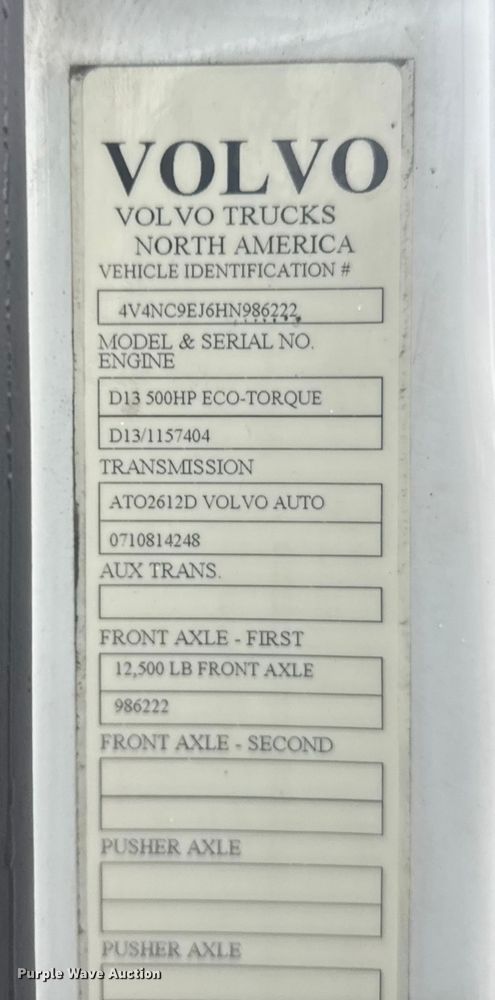 VOLVO
VOLVO TRUCKS
NORTH AMERICA
VEHICLE IDENTIFICATION #
4V4NC9EJ6HN986222
MODEL & SERIAL NO.
ENGINE
D13 500HP ECO-TORQUE
D13/1157404
TRANSMISSION
ATO2612D VOLVO AUTO
0710814248
AUX TRANS.
FRONT AXLE - FIRST
12,500 LB FRONT AXLE
986222
FRONT AXLE - SECOND
PUSHER AXLE
PUSHER AXLE
Purple Wave Auction